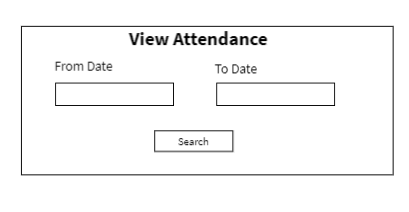 View Attendance
From Date
To Date
Search